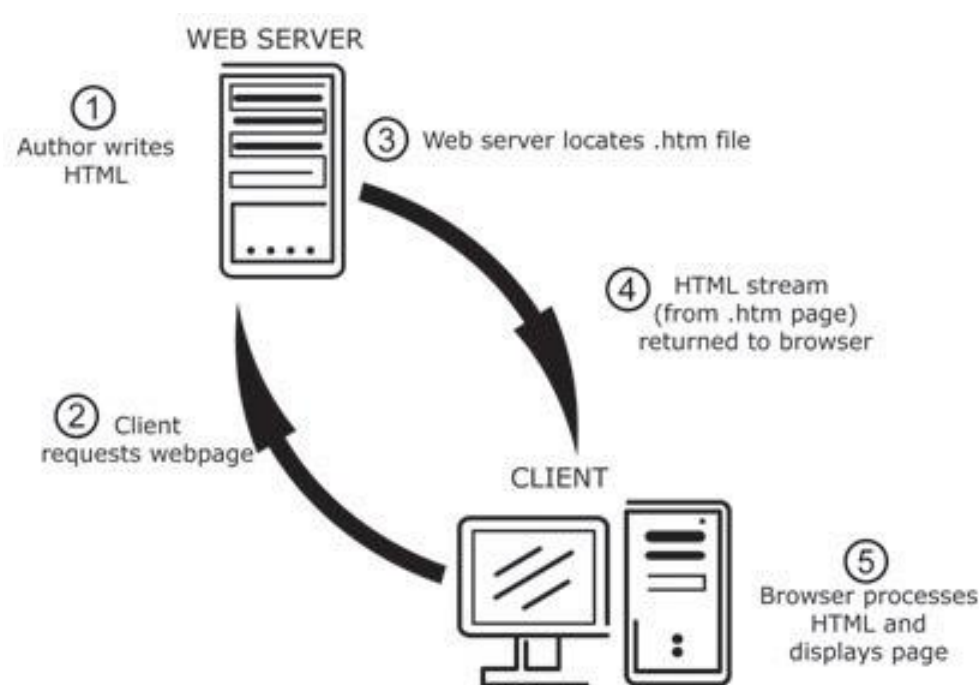 WEB SERVER
1
Author writes
HTML
3 Web server locates .htm file
4 HTML stream
(from .htm page)
returned to browser
2 Client
requests webpage
CLIENT
5
Browser processes
HTML and
displays page